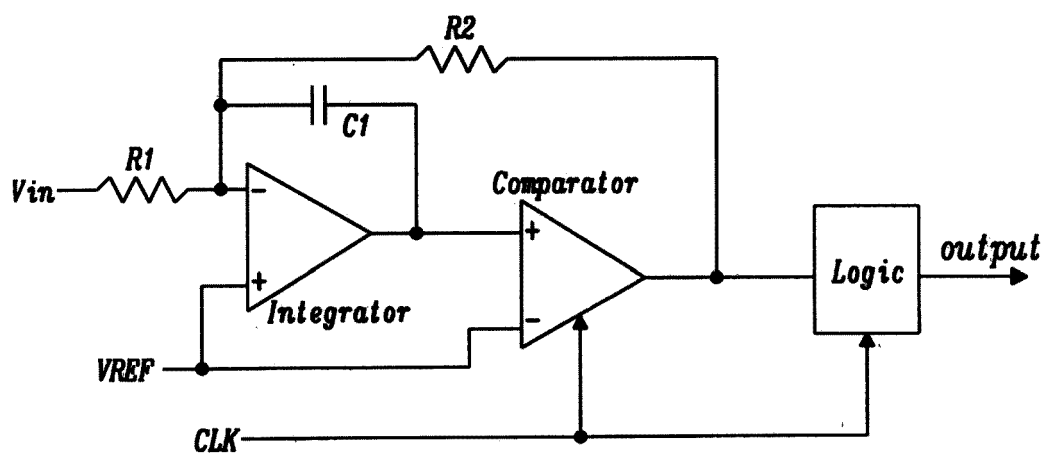 R2
C1
R1
Vin
-
+
Integrator
Comparator
+
-
Logic
output
VREF
CLK